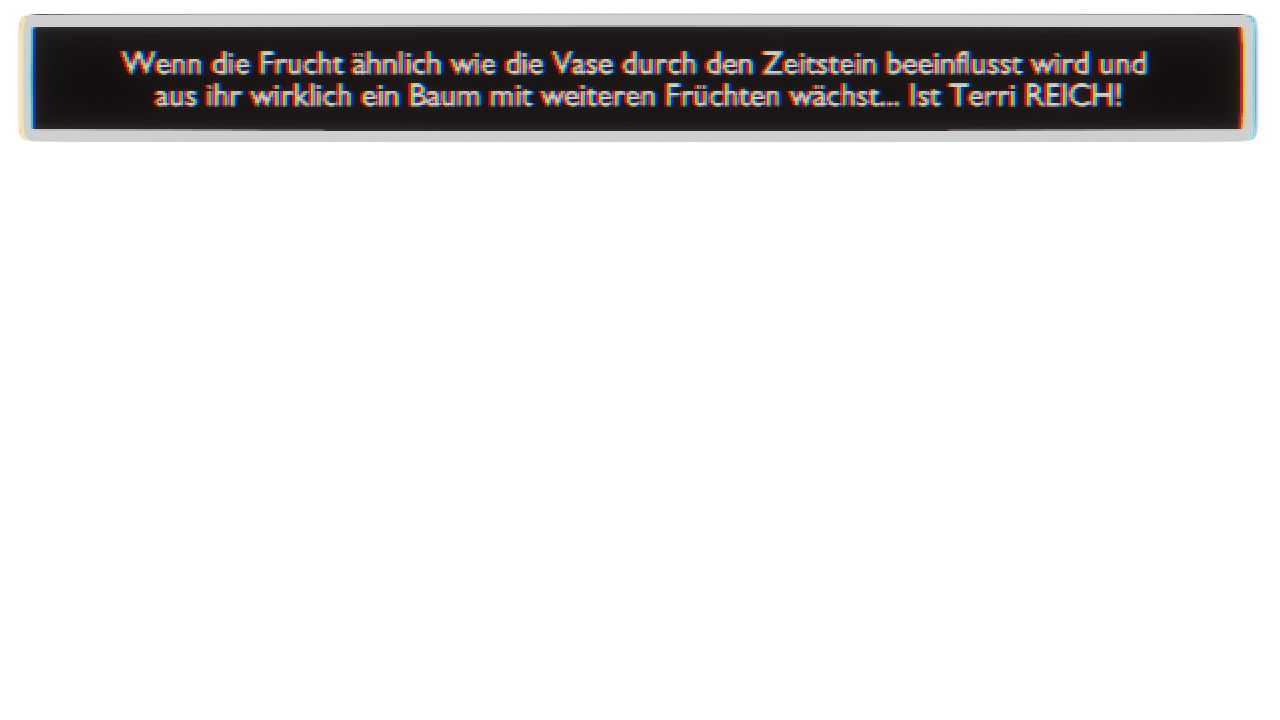 Wenn die Frucht ähnlich wie die Vase durch den Zeitstein beeinflusst wird und
aus ihr wirklich ein Baum mit weiteren Früchten wächst... Ist Terri REICH!